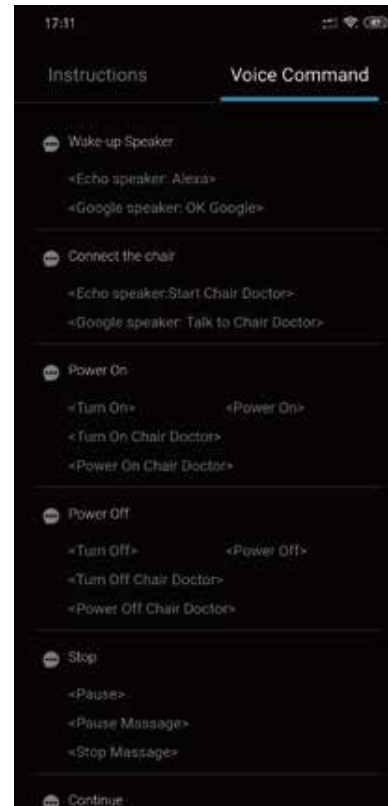 17:11
Instructions Voice Command
Wake-up Speaker
<Echo speaker: Alexa>
<Google speaker: OK Google>
Connect the chair
<Echo speaker:Start Chair Doctor>
<Google speaker: Talk to Chair Doctor>
Power On
<Turn On> <Power On>
<Turn On Chair Doctor>
<Power On Chair Doctor>
Power Off
<Turn Off> <Power Off>
<Turn Off Chair Doctor>
<Power Off Chair Doctor>
Stop
<Pause>
<Pause Massage>
<Stop Massage>
Continue